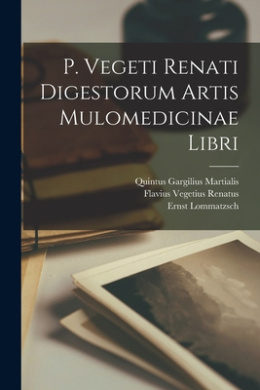 P. Vegeti Renati
Digestorum Artis
Mulomedicinae
Libri
Quintus Gargilius Martialis
Flavius Vegetius Renatus
Ernst Lommatzsch